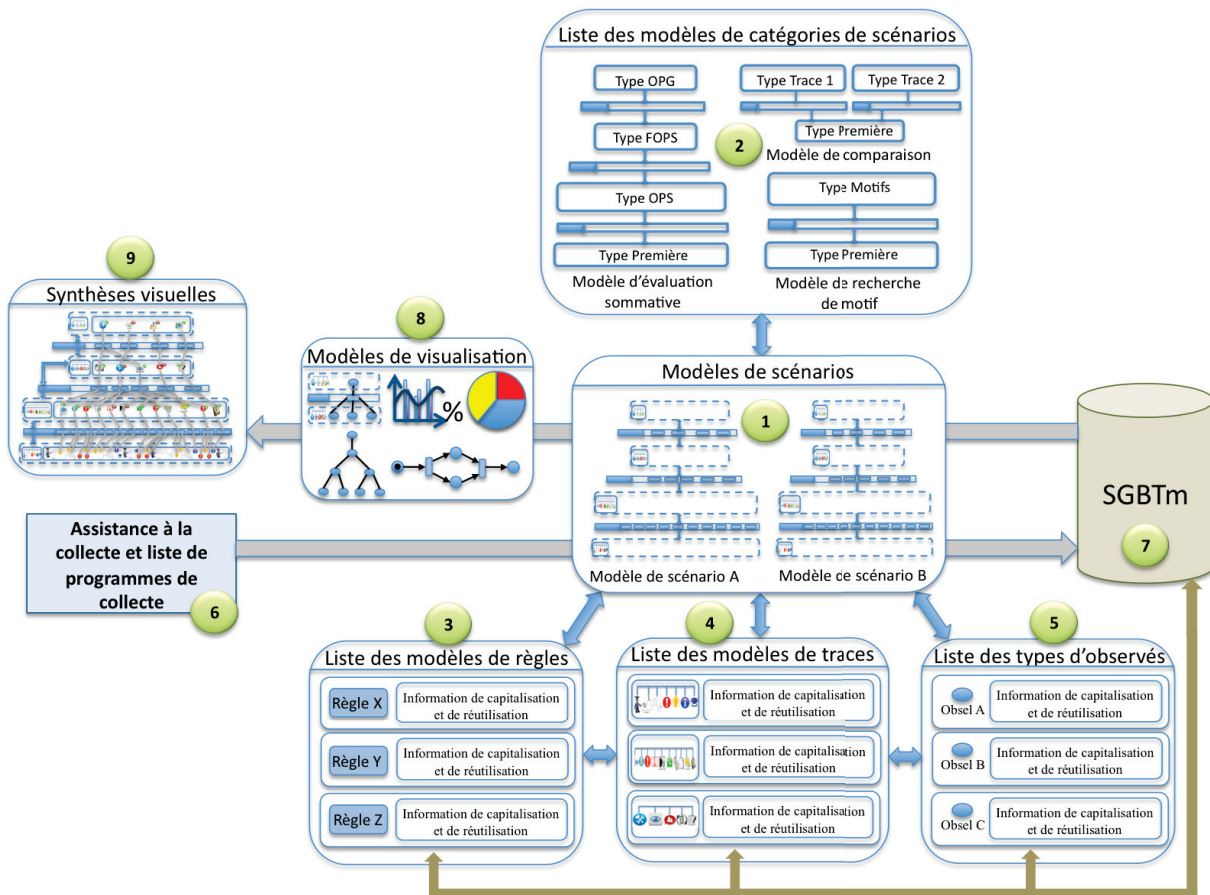 Liste des modèles de catégories de scénarios
Type OPG
Type FOPS
Type OPS
Type Première
Modèle d'évaluation
sommative
2
Type Trace 1
Type Trace 2
Type Première
Modèle de comparaison
Type Motifs
Type Première
Modèle de recherche
de motif
9
Synthèses visuelles
8
Modèles de visualisation
%
Modèles de scénarios
1
Modèle de scénario A
Modèle de scénario B
SGBTm
7
Assistance à la
collecte et liste de
programmes de
collecte
6
3
Liste des modèles de règles
Règle X
Information de capitalisation
et de réutilisation
Règle Y
Information de capitalisation
et de réutilisation
Règle Z
Information de capitalisation
et de réutilisation
4
Liste des modèles de traces
Information de capitalisation
et de réutilisation
Information de capitalisation
et de réutilisation
Information de capitalisation
et de réutilisation
5
Liste des types d'observés
Obsel A
Information de capitalisation
et de réutilisation
Obsel B
Information de capitalisation
et de réutilisation
Obsel C
Information de capitalisation
et de réutilisation